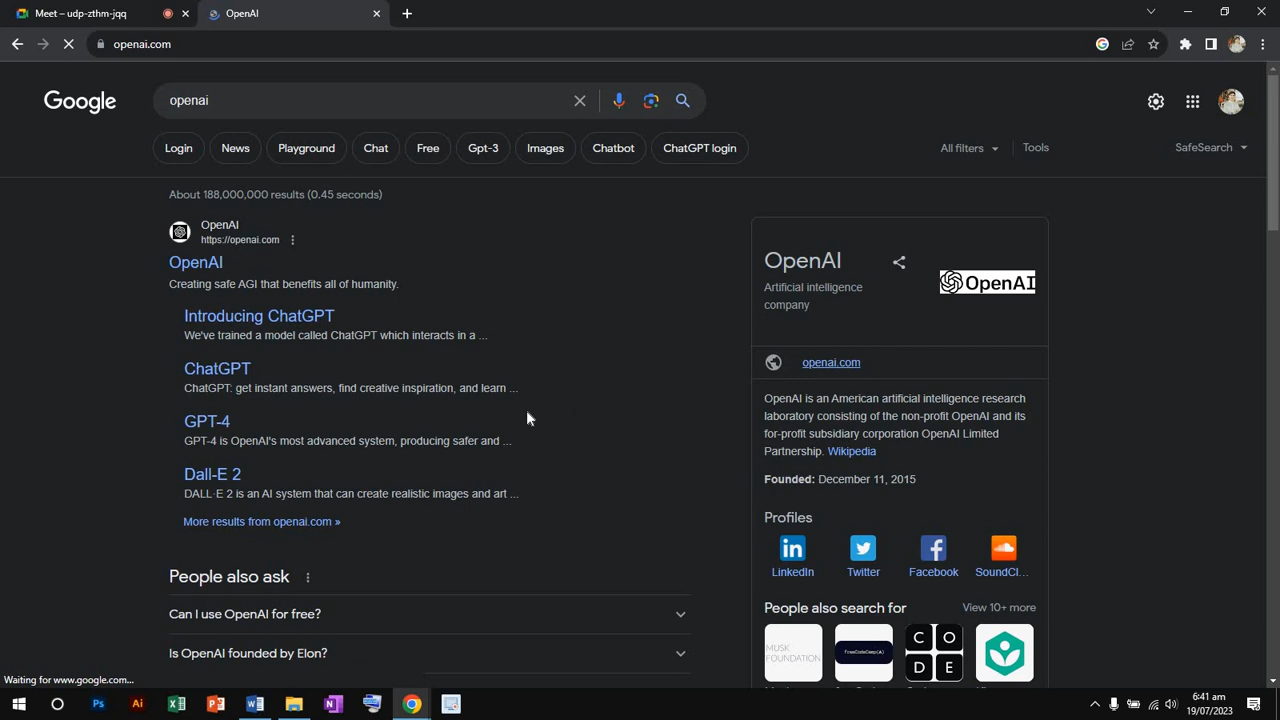 Meet – udp-zthm-jqq
OpenAI
openai.com
Google
openai
Login
News
Playground
Chat
Free
Gpt-3
Images
Chatbot
ChatGPT login
All filters
Tools
SafeSearch
About 188,000,000 results (0.45 seconds)
OpenAI
https://openai.com
OpenAI
Creating safe AGI that benefits all of humanity.
Introducing ChatGPT
We've trained a model called ChatGPT which interacts in a ...
ChatGPT
ChatGPT: get instant answers, find creative inspiration, and learn ...
GPT-4
GPT-4 is OpenAI's most advanced system, producing safer and ...
Dall-E 2
DALL·E 2 is an AI system that can create realistic images and art ...
More results from openai.com »
People also ask
Can I use OpenAI for free?
Is OpenAI founded by Elon?
OpenAI
Artificial intelligence
company
OpenAI
openai.com
OpenAI is an American artificial intelligence research
laboratory consisting of the non-profit OpenAI and its
for-profit subsidiary corporation OpenAI Limited
Partnership. Wikipedia
Founded: December 11, 2015
Profiles
LinkedIn
Twitter
Facebook
SoundCl...
People also search for
View 10+ more
MUSK
FOUNDATION
FreeCodeCamp(A)
C O
D E
Waiting for www.google.com...
6:41 am
19/07/2023